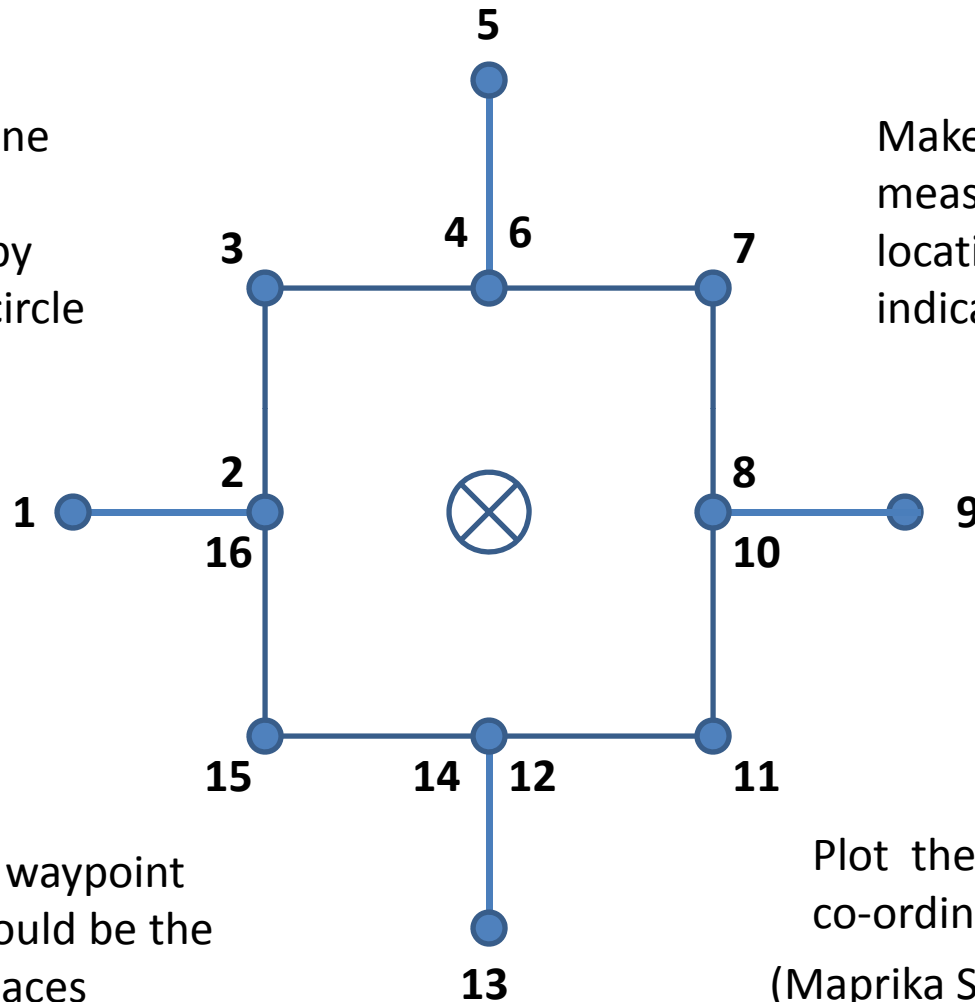 5
ne
by
circle
Make
meas
locati
indica
4 6
3
7
2
8
1
9
16
10
15
14 12
11
waypoint
ould be the
aces
Plot the
co-ordin
(Maprika S
13